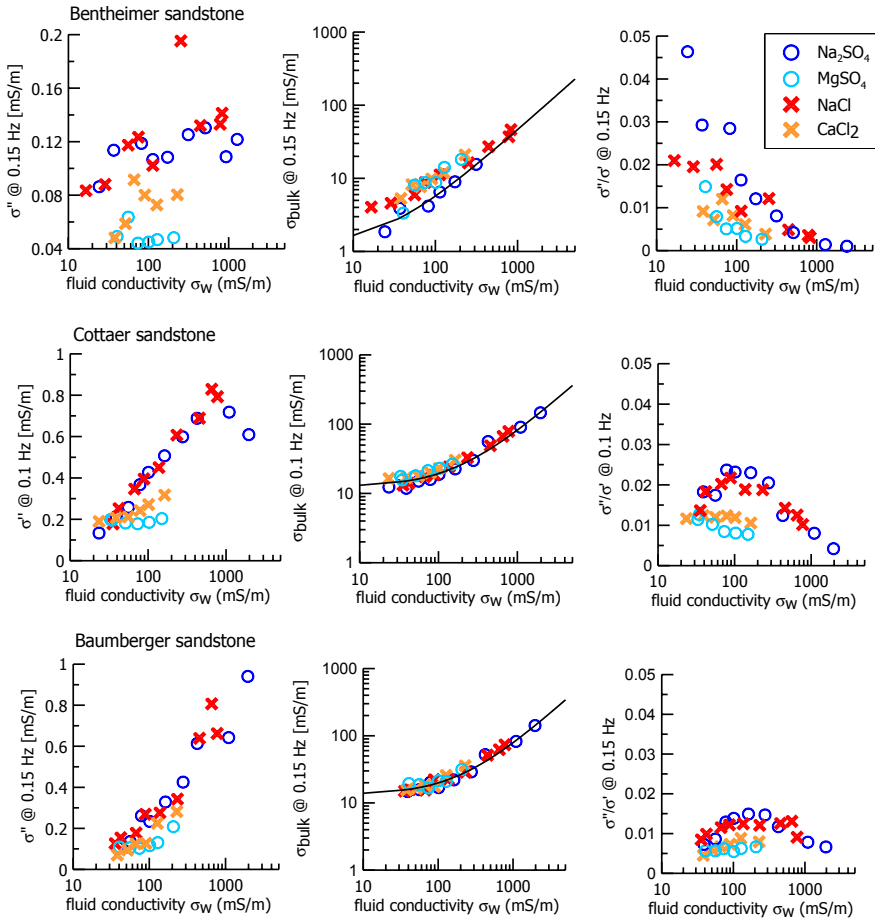 Bentheimer sandstone
0.2
0.16
0.12
0.08
0.04
σ'' @ 0.15 Hz [mS/m]
10
100
1000
fluid conductivity σW (mS/m)
1000
100
10
1
σbulk @ 0.15 Hz [mS/m]
10
100
1000
fluid conductivity σW (mS/m)
0.05
0.04
0.03
0.02
0.01
0
σ''/σ' @ 0.15 Hz
10
100
1000
fluid conductivity σW (mS/m)
Na2SO4
MgSO4
NaCl
CaCl2
Cottaer sandstone
1
0.8
0.6
0.4
0.2
0
σ'' @ 0.1 Hz [mS/m]
10
100
1000
fluid conductivity σW (mS/m)
1000
100
10
1
σbulk @ 0.1 Hz [mS/m]
10
100
1000
fluid conductivity σW (mS/m)
0.05
0.04
0.03
0.02
0.01
0
σ''/σ' @ 0.1 Hz
10
100
1000
fluid conductivity σW (mS/m)
Baumberger sandstone
1
0.8
0.6
0.4
0.2
0
σ'' @ 0.15 Hz [mS/m]
10
100
1000
fluid conductivity σW (mS/m)
1000
100
10
1
σbulk @ 0.15 Hz [mS/m]
10
100
1000
fluid conductivity σW (mS/m)
0.05
0.04
0.03
0.02
0.01
0
σ''/σ' @ 0.15 Hz
10
100
1000
fluid conductivity σW (mS/m)